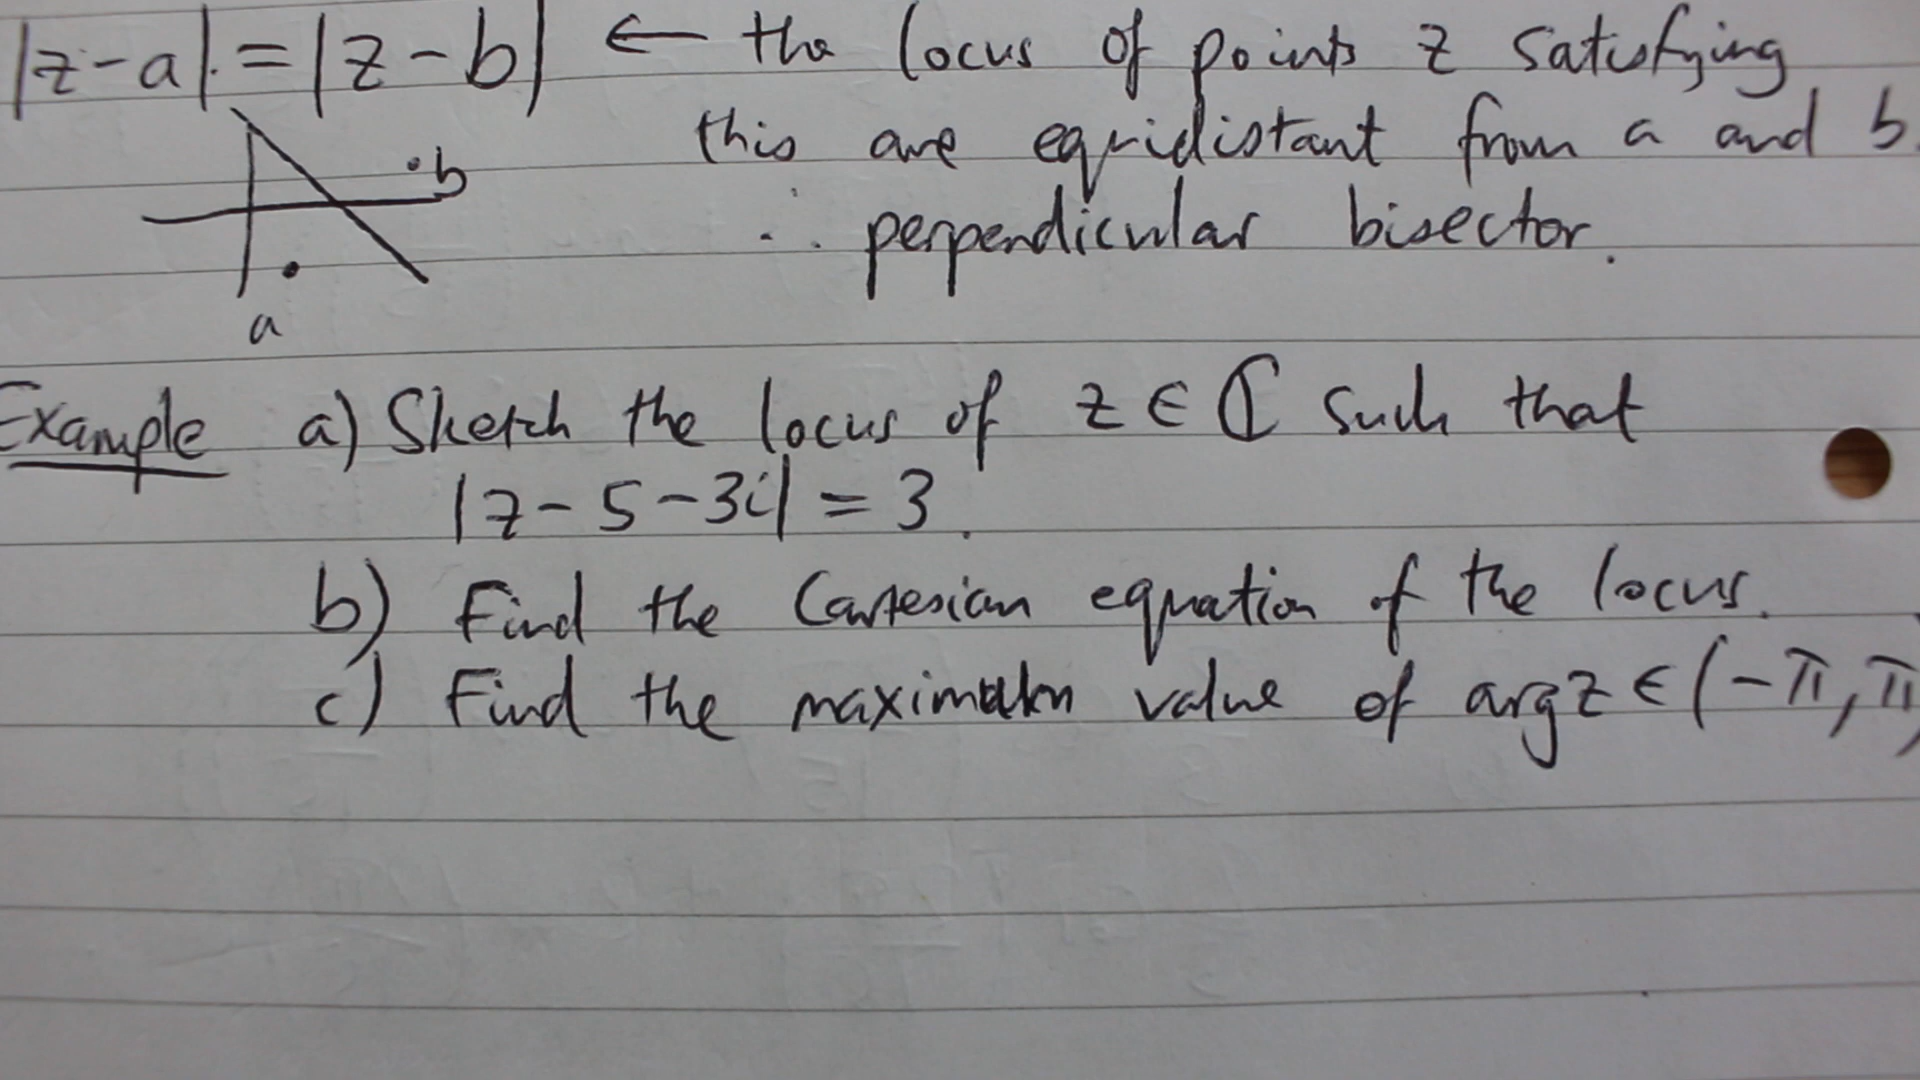 |z-a| = |z-b| ← the locus of points z satisfying
this are equidistant from a and b.
∴ perpendicular bisector.
b
a
Example a) Sketch the locus of z ∈ ℂ such that
|z-5-3i| = 3.
b) Find the Cartesian equation of the locus.
c) Find the maximum value of arg z ∈ (-π, π)